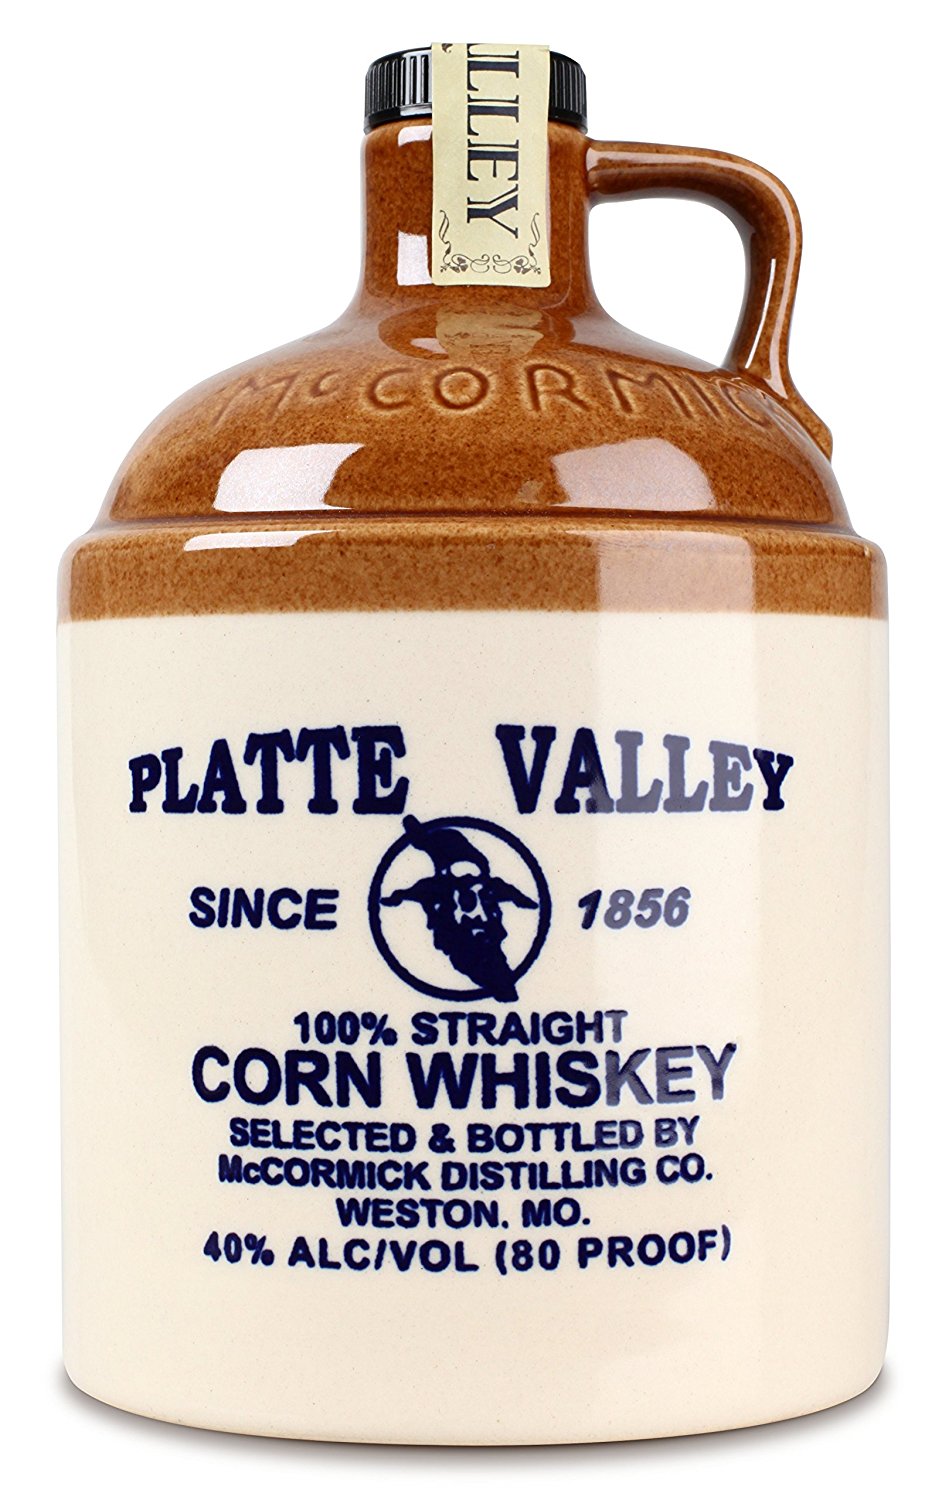 McCORMICK
PLATTE VALLEY
SINCE 1856
100% STRAIGHT
CORN WHISKEY
SELECTED & BOTTLED BY
McCORMICK DISTILLING CO.
WESTON. MO.
40% ALC/VOL (80 PROOF)